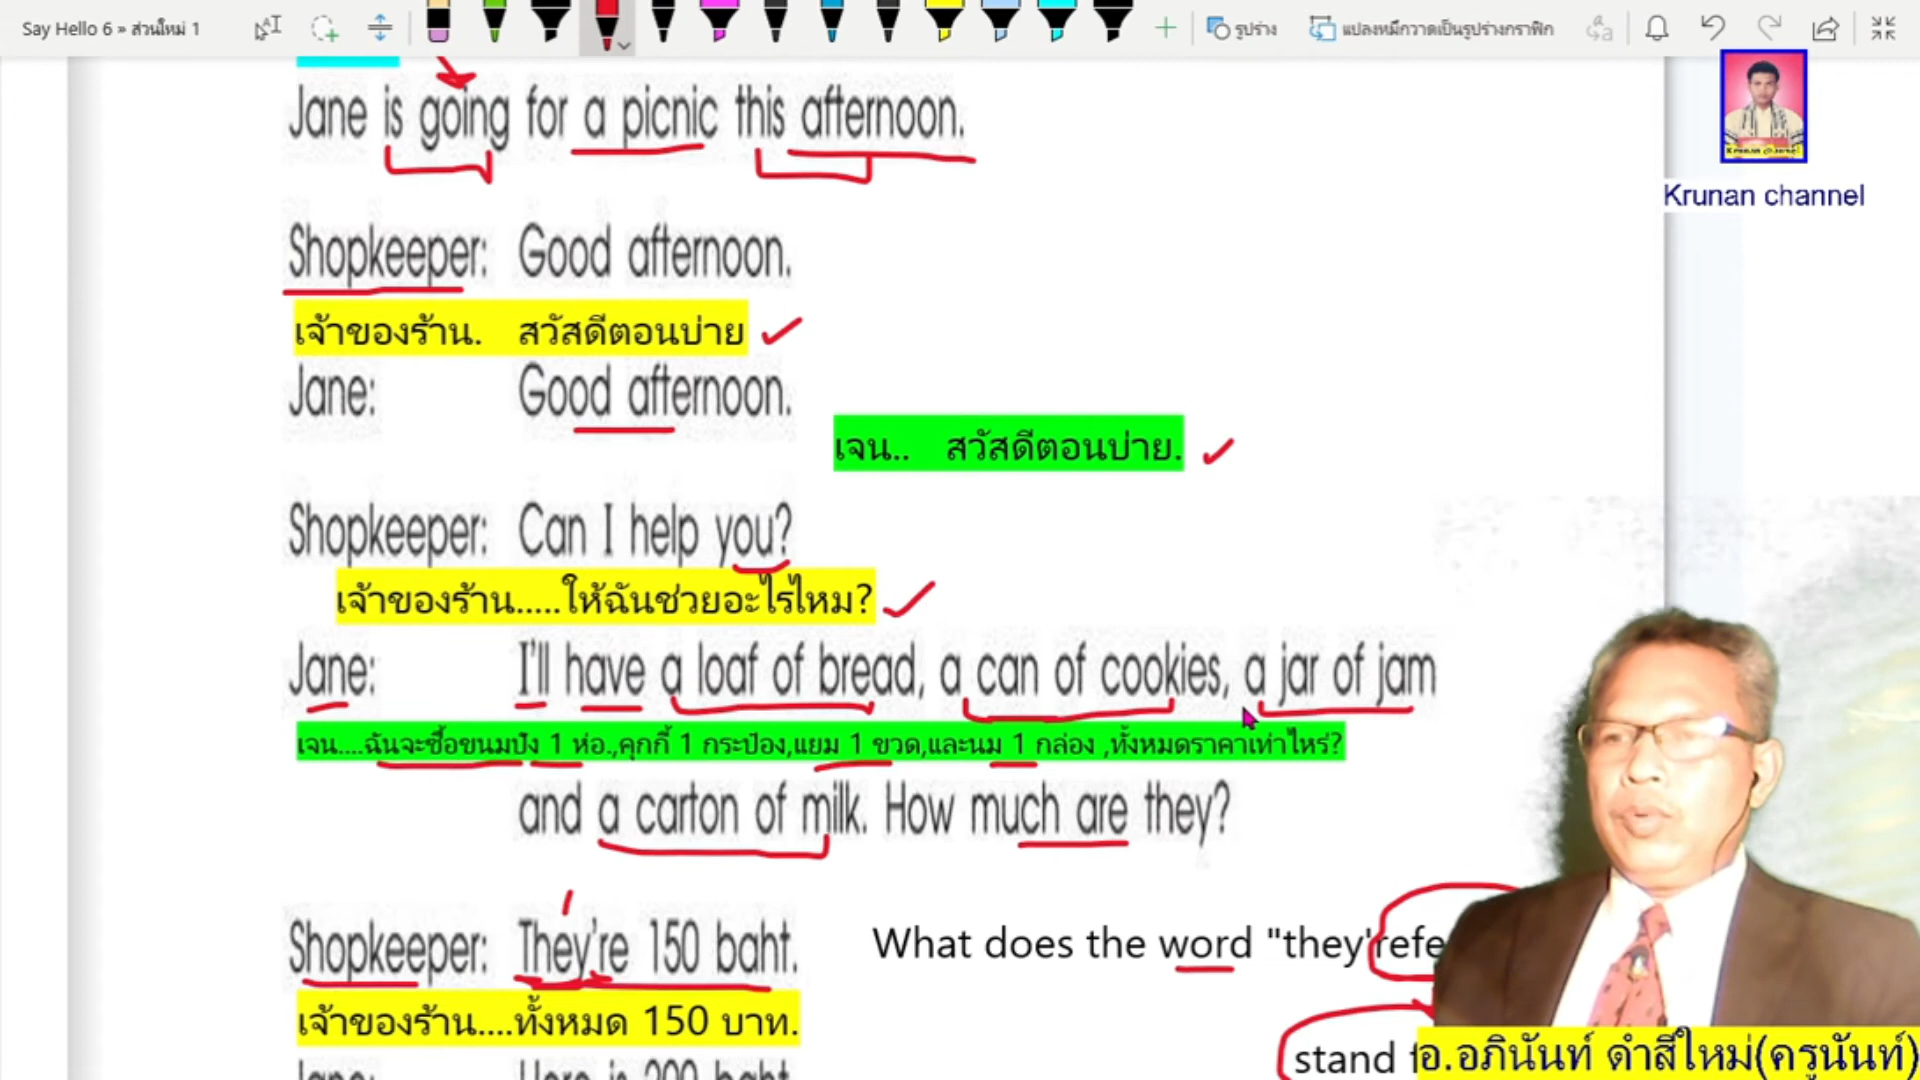 Say Hello 6 » ส่วนใหม่ 1
รูปร่าง
แปลงหมึกวาดเป็นรูปร่างกราฟิก
Jane is going for a picnic this afternoon.
Krunan channel
Shopkeeper: Good afternoon.
เจ้าของร้าน. สวัสดีตอนบ่าย
Jane: Good afternoon.
เจน.. สวัสดีตอนบ่าย.
Shopkeeper: Can I help you?
เจ้าของร้าน.....ให้ฉันช่วยอะไรไหม?
Jane: I'll have a loaf of bread, a can of cookies, a jar of jam
เจน....ฉันจะซื้อขนมปัง 1 ห่อ.,คุกกี้ 1 กระป๋อง,แยม 1 ขวด,และนม 1 กล่อง ,ทั้งหมดราคาเท่าไหร่?
and a carton of milk. How much are they?
Shopkeeper: They're 150 baht.
What does the word "they'refe
เจ้าของร้าน....ทั้งหมด 150 บาท.
stand f
อ.อภินันท์ ดำสีใหม่(ครูนันท์)
Jane: Here is 200 baht